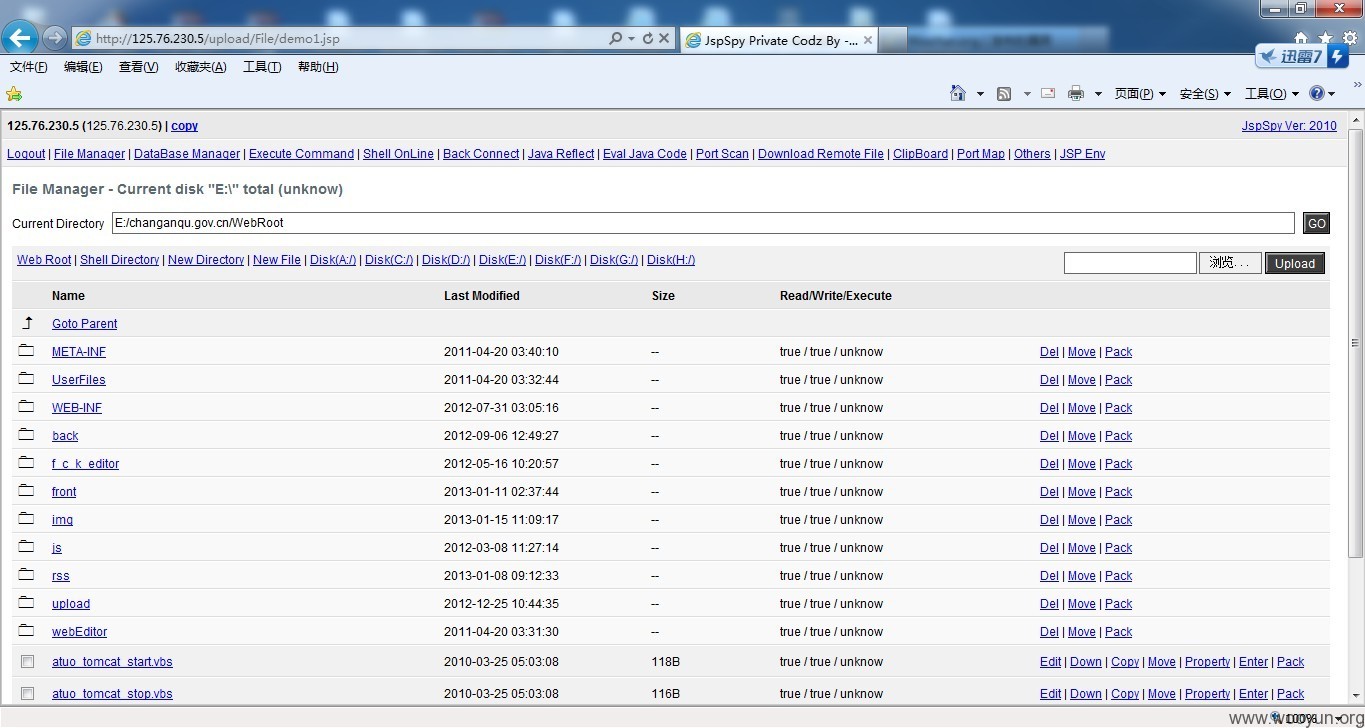 http://125.76.230.5/upload/File/demo1.jsp JspSpy Private Codz By -...
迅雷7
文件(F) 编辑(E) 查看(V) 收藏夹(A) 工具(T) 帮助(H)
页面(P) 安全(S) 工具(O)
125.76.230.5 (125.76.230.5) | copy JspSpy Ver: 2010
Logout | File Manager | DataBase Manager | Execute Command | Shell OnLine | Back Connect | Java Reflect | Eval Java Code | Port Scan | Download Remote File | ClipBoard | Port Map | Others | JSP Env
File Manager - Current disk "E:\" total (unknow)
Current Directory E:/changanqu.gov.cn/WebRoot GO
Web Root | Shell Directory | New Directory | New File | Disk(A:/) | Disk(C:/) | Disk(D:/) | Disk(E:/) | Disk(F:/) | Disk(G:/) | Disk(H:/) 浏览... Upload
Name Last Modified Size Read/Write/Execute
Goto Parent
META-INF 2011-04-20 03:40:10 -- true / true / unknow Del | Move | Pack
UserFiles 2011-04-20 03:32:44 -- true / true / unknow Del | Move | Pack
WEB-INF 2012-07-31 03:05:16 -- true / true / unknow Del | Move | Pack
back 2012-09-06 12:49:27 -- true / true / unknow Del | Move | Pack
f_c_k_editor 2012-05-16 10:20:57 -- true / true / unknow Del | Move | Pack
front 2013-01-11 02:37:44 -- true / true / unknow Del | Move | Pack
img 2013-01-15 11:09:17 -- true / true / unknow Del | Move | Pack
js 2012-03-08 11:27:14 -- true / true / unknow Del | Move | Pack
rss 2013-01-08 09:12:33 -- true / true / unknow Del | Move | Pack
upload 2012-12-25 10:44:35 -- true / true / unknow Del | Move | Pack
webEditor 2011-04-20 03:31:30 -- true / true / unknow Del | Move | Pack
atuo_tomcat_start.vbs 2010-03-25 05:03:08 118B true / true / unknow Edit | Down | Copy | Move | Property | Enter | Pack
atuo_tomcat_stop.vbs 2010-03-25 05:03:08 116B true / true / unknow Edit | Down | Copy | Move | Property | Enter | Pack
100%
www.wooyun.org